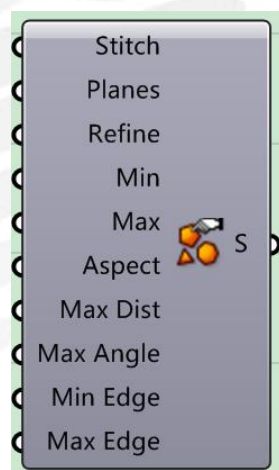 Stitch
Planes
Refine
Min
Max
Aspect
Max Dist
Max Angle
Min Edge
Max Edge
S